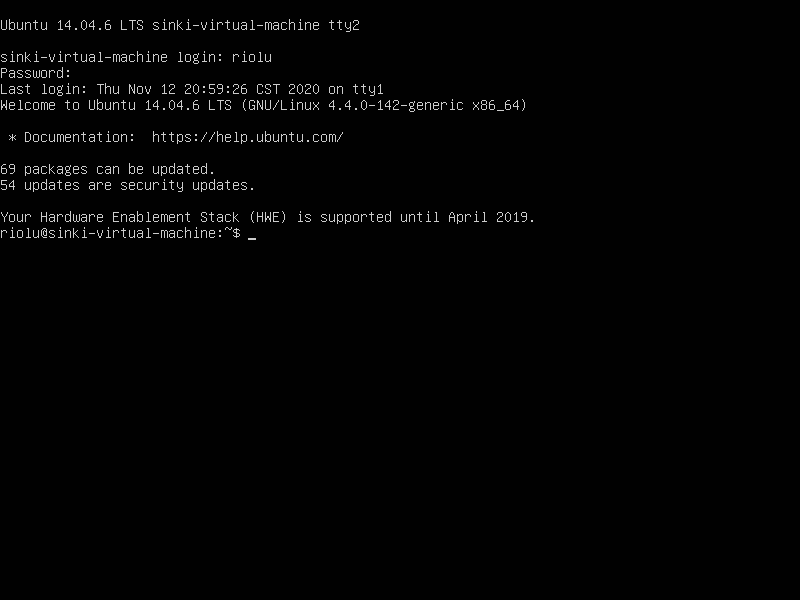 Ubuntu 14.04.6 LTS sinki-virtual-machine tty2
sinki-virtual-machine login: riolu
Password:
Last login: Thu Nov 12 20:59:26 CST 2020 on tty1
Welcome to Ubuntu 14.04.6 LTS (GNU/Linux 4.4.0-142-generic x86_64)
* Documentation:  https://help.ubuntu.com/
69 packages can be updated.
54 updates are security updates.
Your Hardware Enablement Stack (HWE) is supported until April 2019.
riolu@sinki-virtual-machine:~$ _